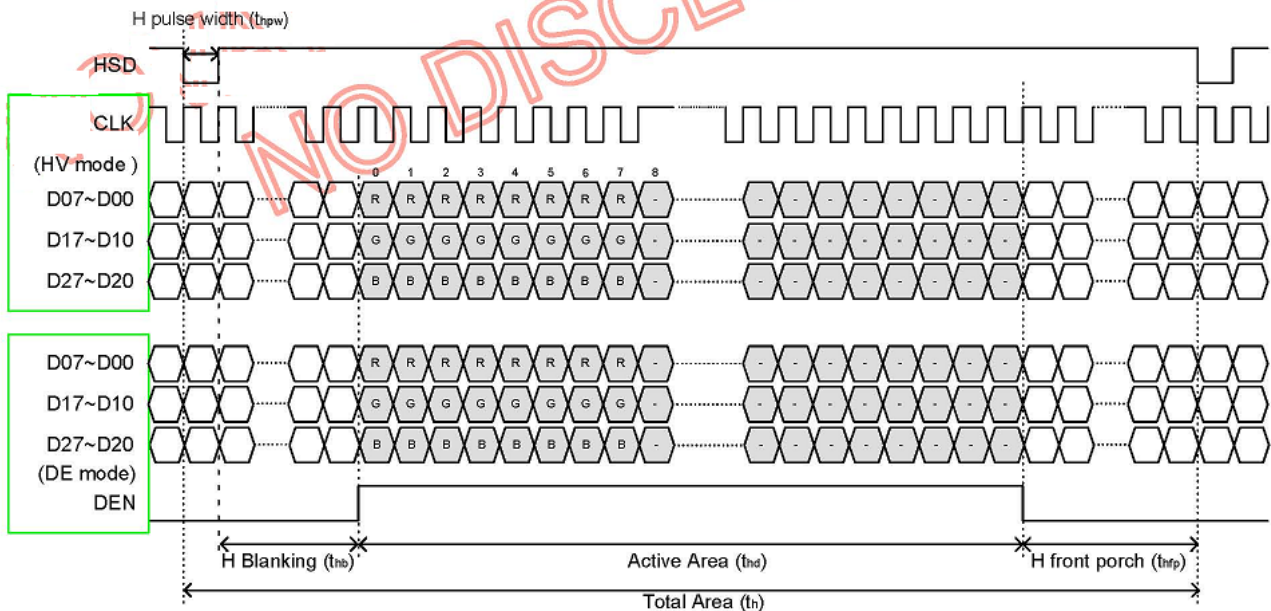 H pulse width (thpw)
HSD
CLK
(HV mode )
0 1 2 3 4 5 6 7 8
D07~D00 R R R R R R R R - - - - - - - - -
D17~D10 G G G G G G G G - - - - - - - - -
D27~D20 B B B B B B B B - - - - - - - - -
D07~D00 R R R R R R R R - - - - - - - - -
D17~D10 G G G G G G G G - - - - - - - - -
D27~D20 B B B B B B B B - - - - - - - - -
(DE mode)
DEN
H Blanking (thb) Active Area (thd) H front porch (thfp)
Total Area (th)
NO DISCL